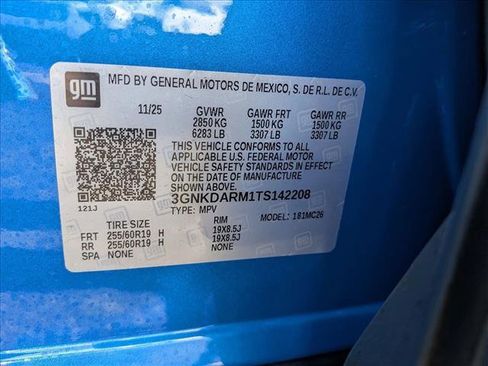 gm
MFD BY GENERAL MOTORS DE MEXICO, S. DE R.L. DE C.V.
11/25 GVWR GAWR FRT GAWR RR
2850 KG 1500 KG 1500 KG
6283 LB 3307 LB 3307 LB
THIS VEHICLE CONFORMS TO ALL
APPLICABLE U.S. FEDERAL MOTOR
VEHICLE SAFETY STANDARDS IN EFFECT
ON THE DATE OF MANUFACTURE SHOWN ABOVE.
3GNKDARM1TS142208
121J TYPE: MPV MODEL: 181MC26
TIRE SIZE RIM
FRT 255/60R19 H 19X8.5J
RR 255/60R19 H 19X8.5J
SPA NONE NONE